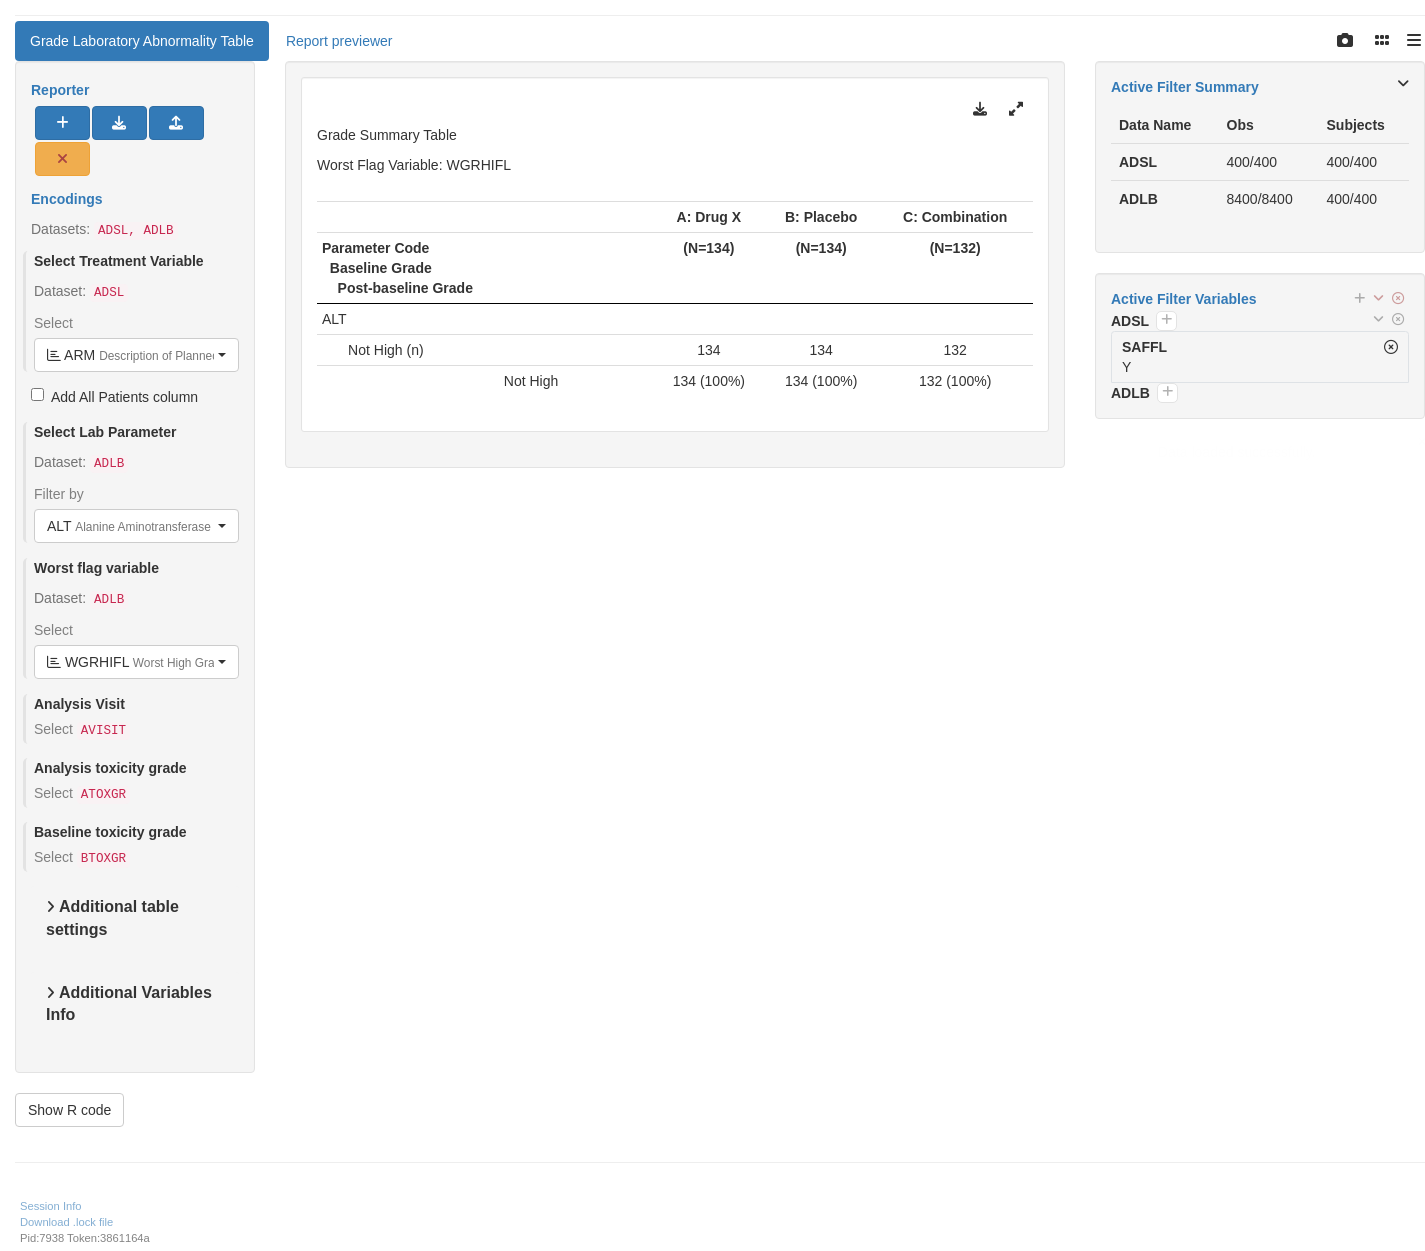 Grade Laboratory Abnormality Table
Report previewer
Reporter
Encodings
Datasets: ADSL, ADLB
Select Treatment Variable
Dataset: ADSL
Select
ARM Description of Planned
Add All Patients column
Select Lab Parameter
Dataset: ADLB
Filter by
ALT Alanine Aminotransferase
Worst flag variable
Dataset: ADLB
Select
WGRHIFL Worst High Gra
Analysis Visit
Select AVISIT
Analysis toxicity grade
Select ATOXGR
Baseline toxicity grade
Select BTOXGR
Additional table
settings
Additional Variables
Info
Show R code
Grade Summary Table
Worst Flag Variable: WGRHIFL
A: Drug X B: Placebo C: Combination
Parameter Code (N=134) (N=134) (N=132)
Baseline Grade
Post-baseline Grade
ALT
Not High (n) 134 134 132
Not High 134 (100%) 134 (100%) 132 (100%)
Active Filter Summary
Data Name Obs Subjects
ADSL 400/400 400/400
ADLB 8400/8400 400/400
Active Filter Variables
ADSL
SAFFL
Y
ADLB
Session Info
Download .lock file
Pid:7938 Token:3861164a